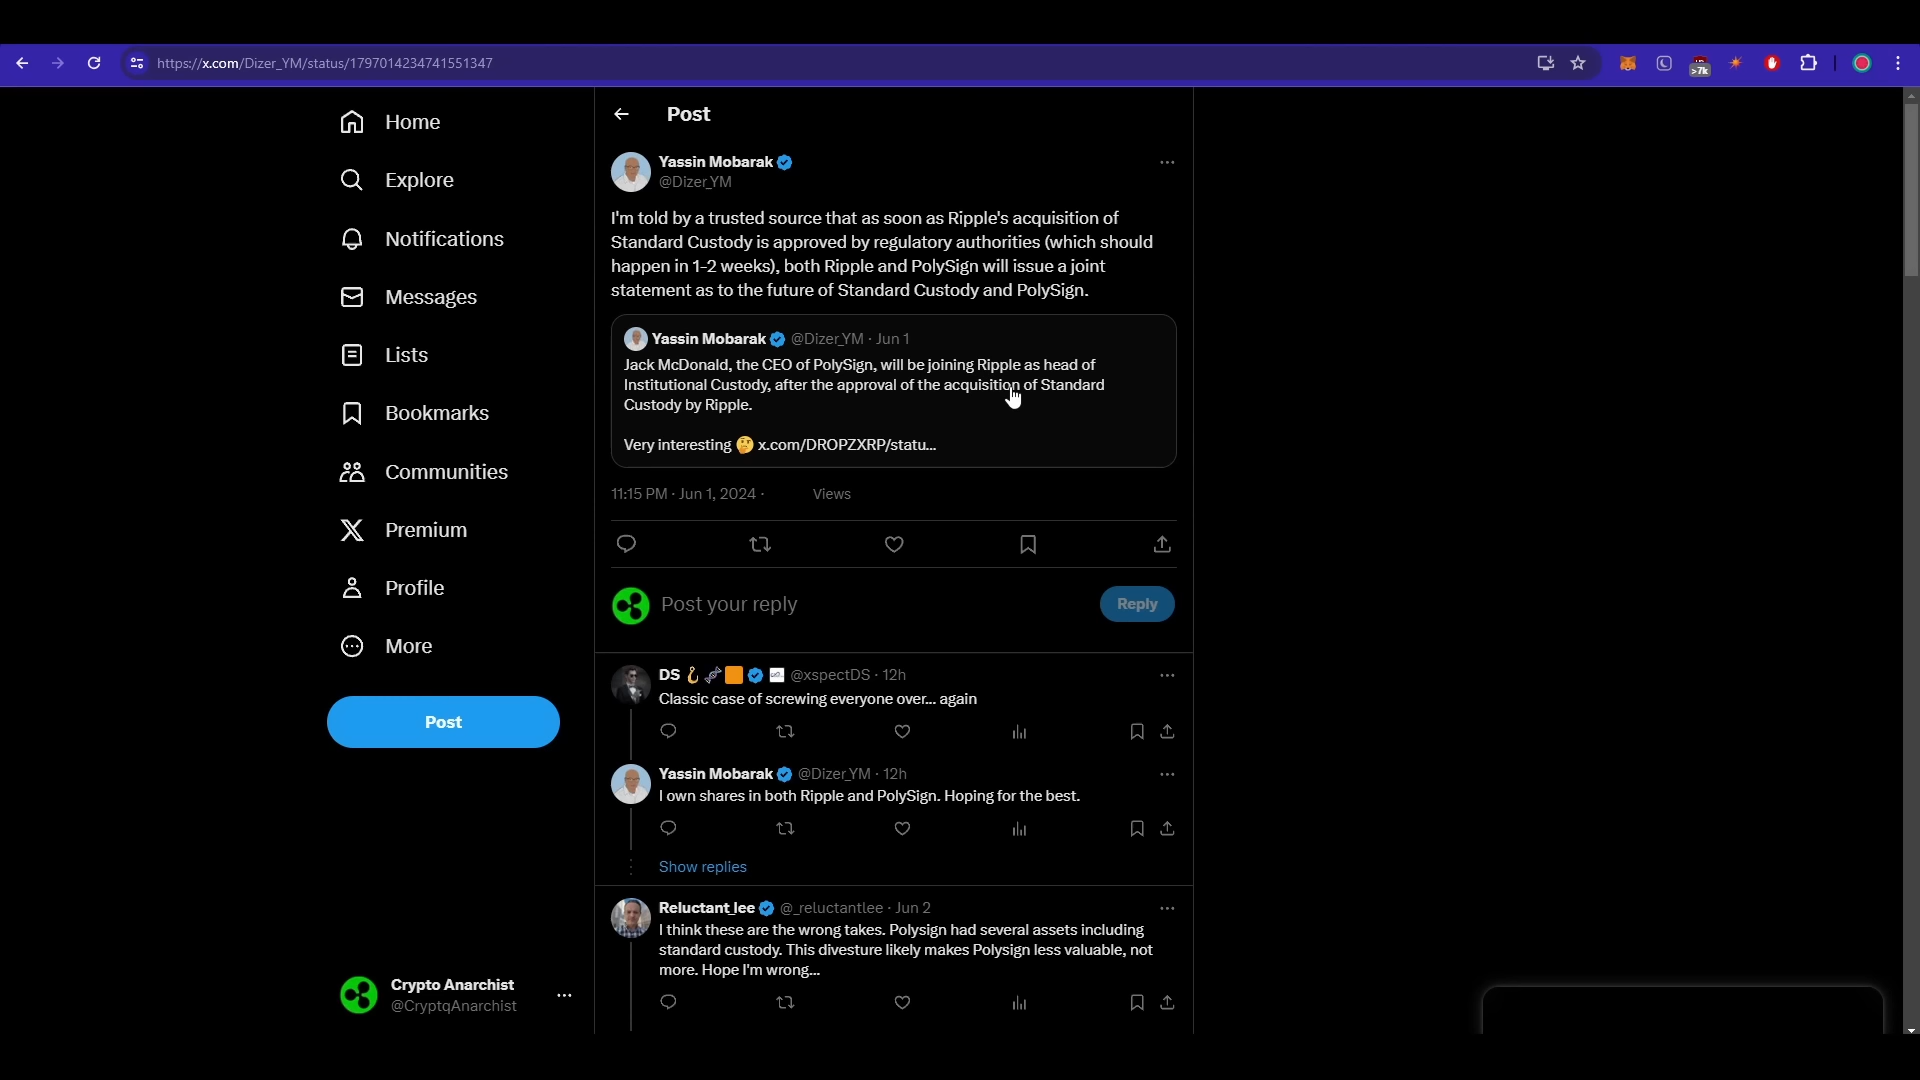 https://x.com/Dizer_YM/status/1797014234741551347
>7k
Home
Explore
Notifications
Messages
Lists
Bookmarks
Communities
Premium
Profile
More
Post
Crypto Anarchist
@CryptqAnarchist
Post
Yassin Mobarak
@Dizer_YM
I'm told by a trusted source that as soon as Ripple's acquisition of
Standard Custody is approved by regulatory authorities (which should
happen in 1-2 weeks), both Ripple and PolySign will issue a joint
statement as to the future of Standard Custody and PolySign.
Yassin Mobarak @Dizer_YM · Jun 1
Jack McDonald, the CEO of PolySign, will be joining Ripple as head of
Institutional Custody, after the approval of the acquisition of Standard
Custody by Ripple.
Very interesting 🤔 x.com/DROPZXRP/statu...
11:15 PM · Jun 1, 2024 · Views
Post your reply
Reply
DS 🪝🧬🟧 @xspectDS · 12h
Classic case of screwing everyone over... again
Yassin Mobarak @Dizer_YM · 12h
I own shares in both Ripple and PolySign. Hoping for the best.
Show replies
Reluctant_lee @_reluctantlee · Jun 2
I think these are the wrong takes. Polysign had several assets including
standard custody. This divesture likely makes Polysign less valuable, not
more. Hope I'm wrong...